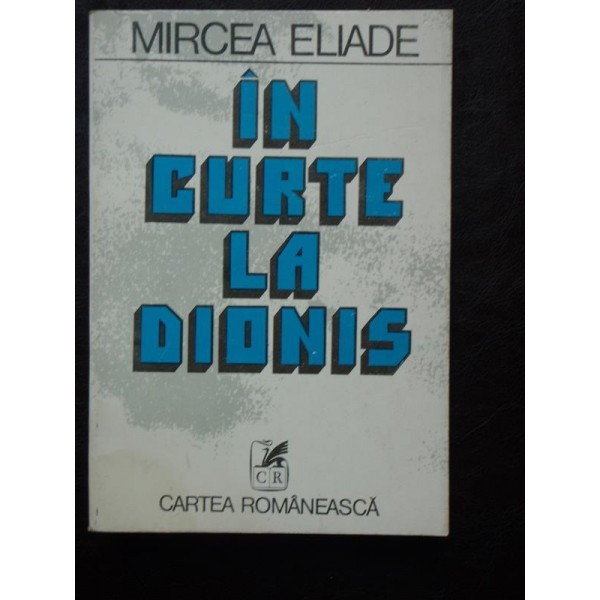 MIRCEA ELIADE
ÎN
CURTE
LA
DIONIS
CR
CARTEA ROMÂNEASCĂ